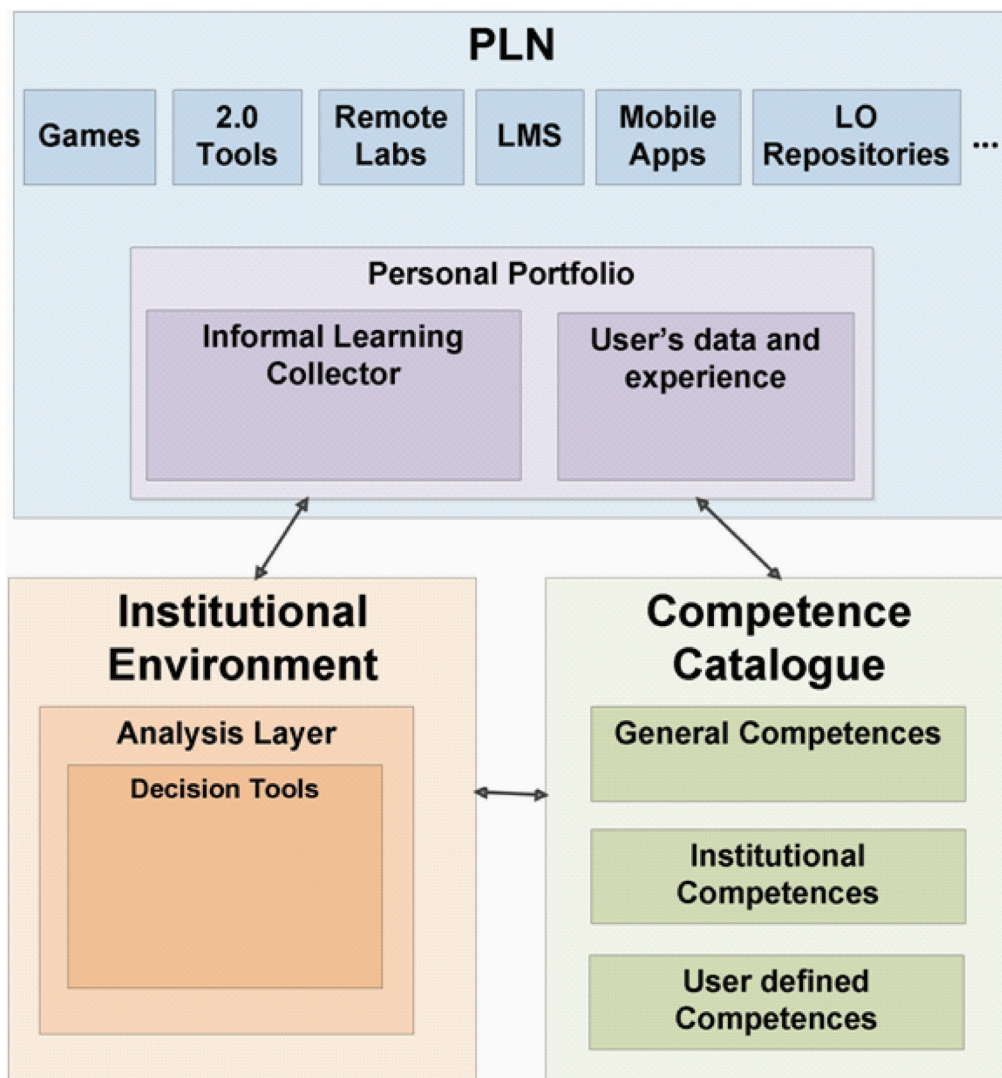 PLN
Games
2.0
Tools
Remote
Labs
LMS
Mobile
Apps
LO
Repositories
...
Personal Portfolio
Informal Learning
Collector
User’s data and
experience
Institutional
Environment
Analysis Layer
Decision Tools
Competence
Catalogue
General Competences
Institutional
Competences
User defined
Competences